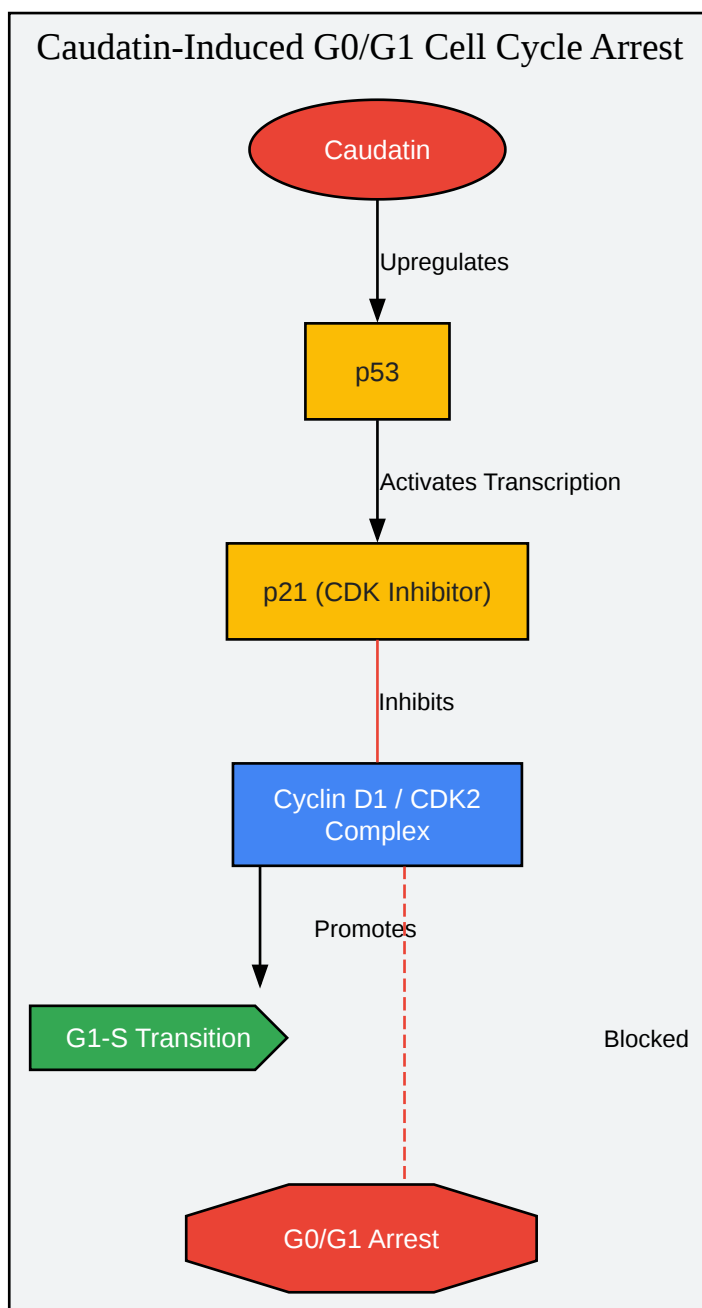 Caudatin-Induced G0/G1 Cell Cycle Arrest
Caudatin
Upregulates
p53
Activates Transcription
p21 (CDK Inhibitor)
Inhibits
Cyclin D1 / CDK2
Complex
Promotes
G1-S Transition
Blocked
G0/G1 Arrest